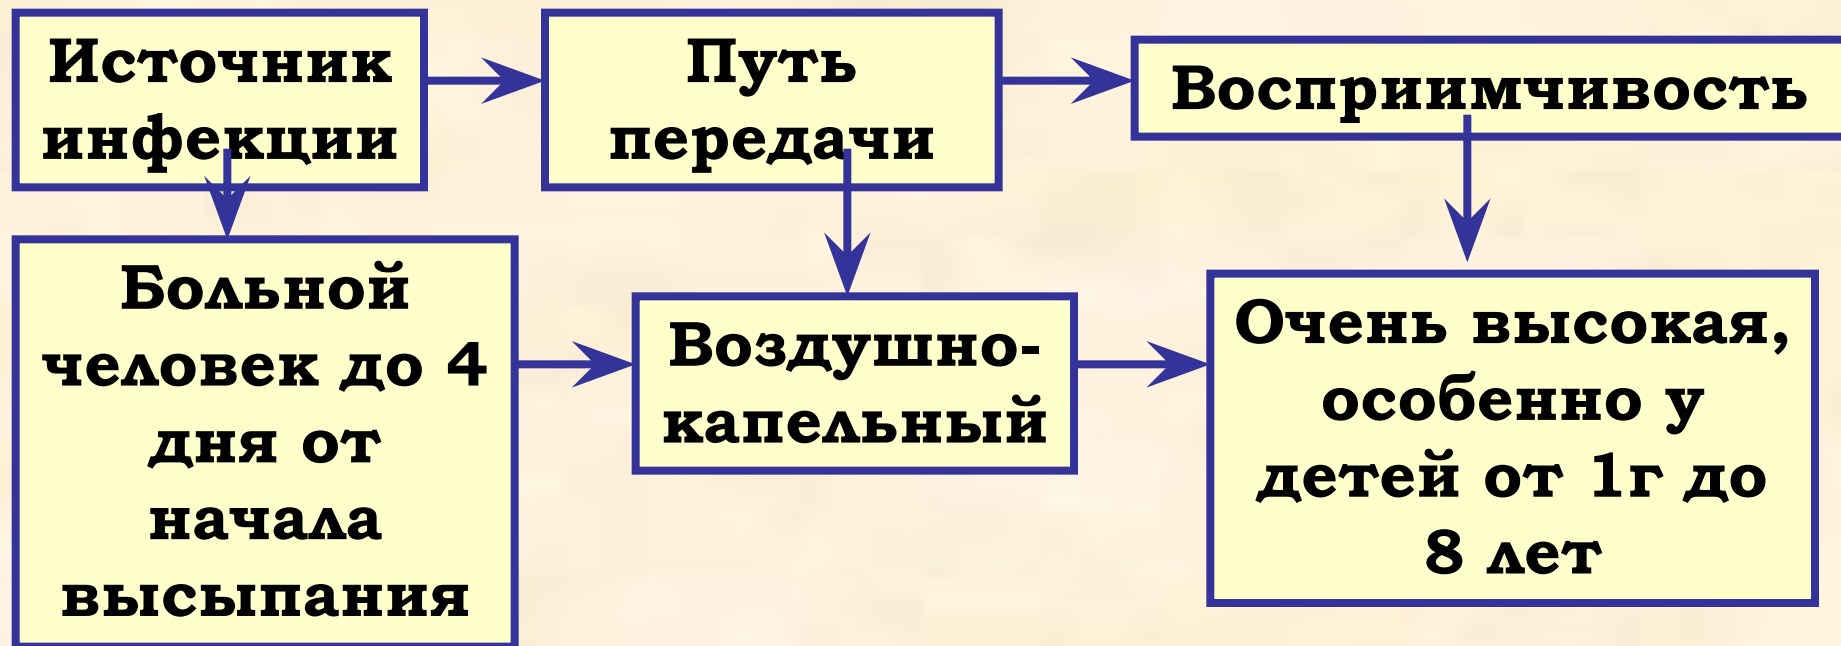 Источник
инфекции
Путь
передачи
Восприимчивость
Больной
человек до 4
дня от
начала
высыпания
Воздушно-
капельный
Очень высокая,
особенно у
детей от 1г до
8 лет